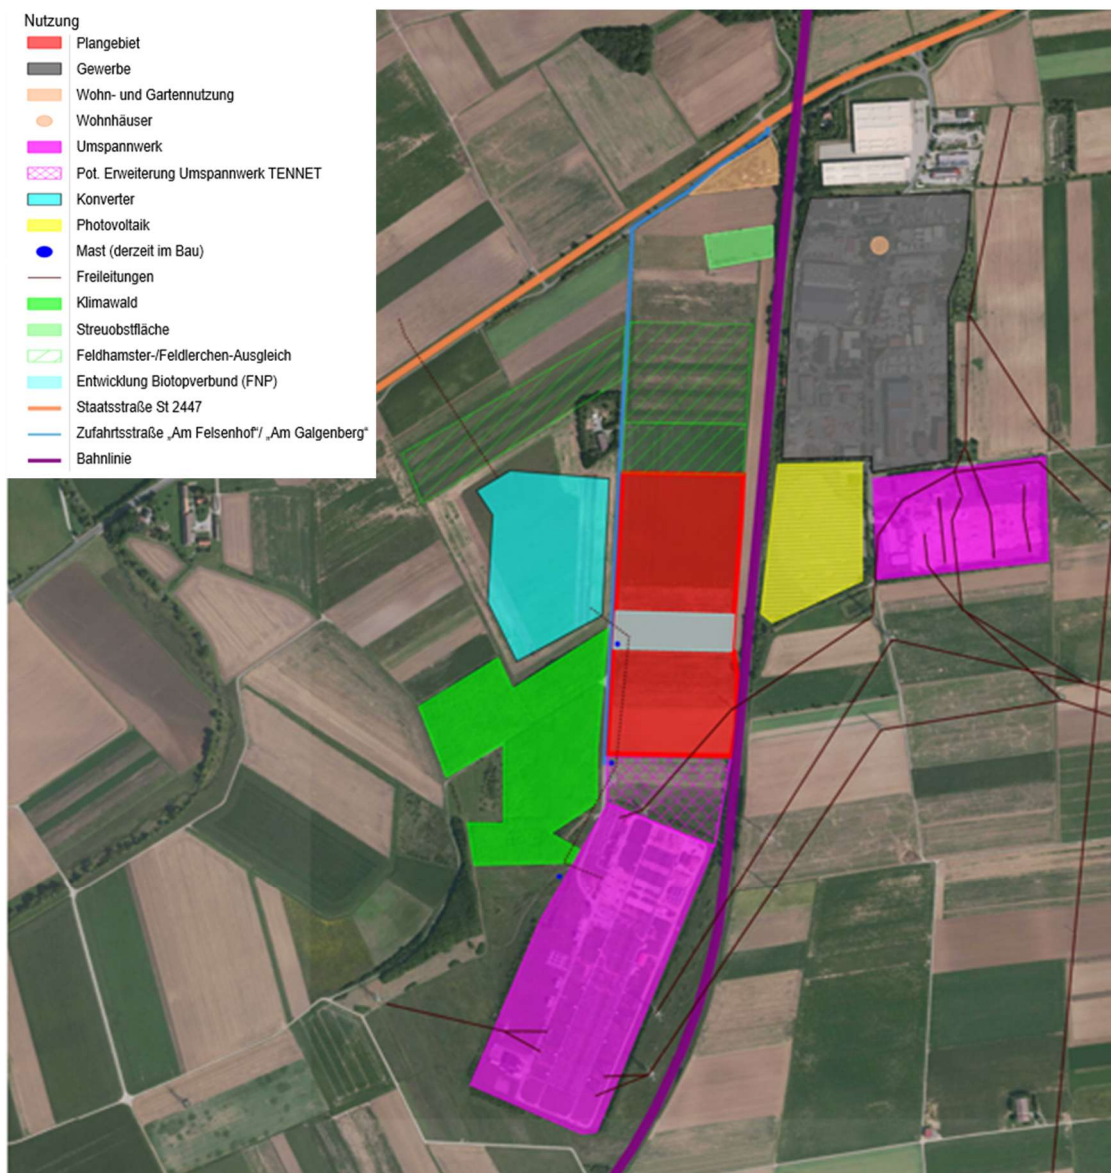 Nutzung
Plangebiet
Gewerbe
Wohn- und Gartennutzung
Wohnhäuser
Umspannwerk
Pot. Erweiterung Umspannwerk TENNET
Konverter
Photovoltaik
Mast (derzeit im Bau)
Freileitungen
Klimawald
Streuobstfläche
Feldhamster-/Feldlerchen-Ausgleich
Entwicklung Biotopverbund (FNP)
Staatsstraße St 2447
Zufahrtsstraße „Am Felsenhof“/ „Am Galgenberg“
Bahnlinie